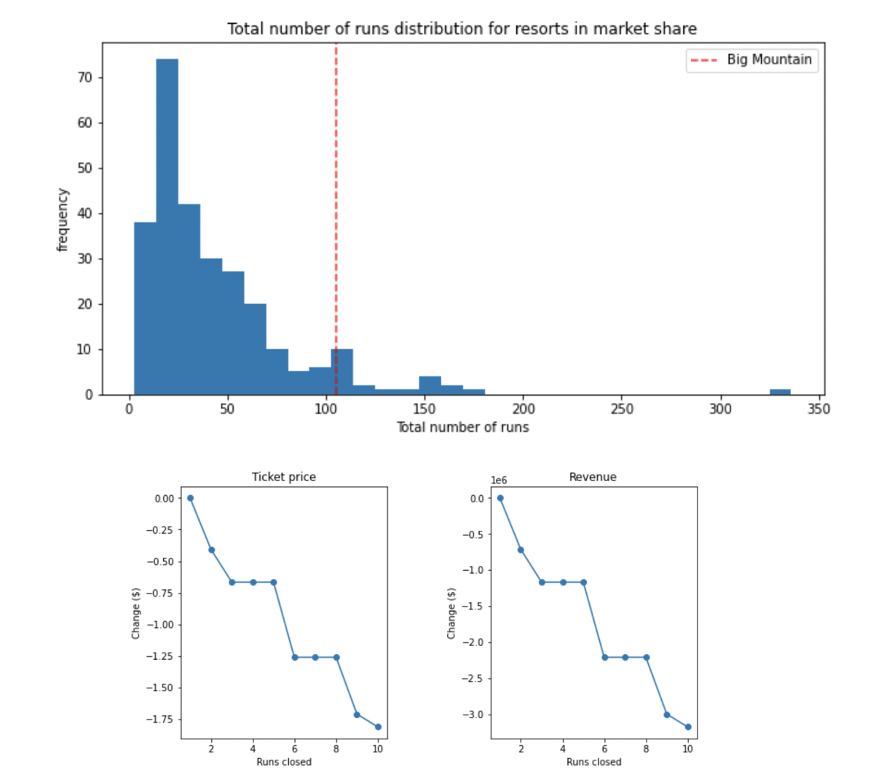 Total number of runs distribution for resorts in market share
Big Mountain
frequency
70
60
50
40
30
20
10
0
0 50 100 150 200 250 300 350
Total number of runs
Ticket price
Change ($)
0.00
−0.25
−0.50
−0.75
−1.00
−1.25
−1.50
−1.75
2 4 6 8 10
Runs closed
1e6
Revenue
Change ($)
0.0
−0.5
−1.0
−1.5
−2.0
−2.5
−3.0
2 4 6 8 10
Runs closed